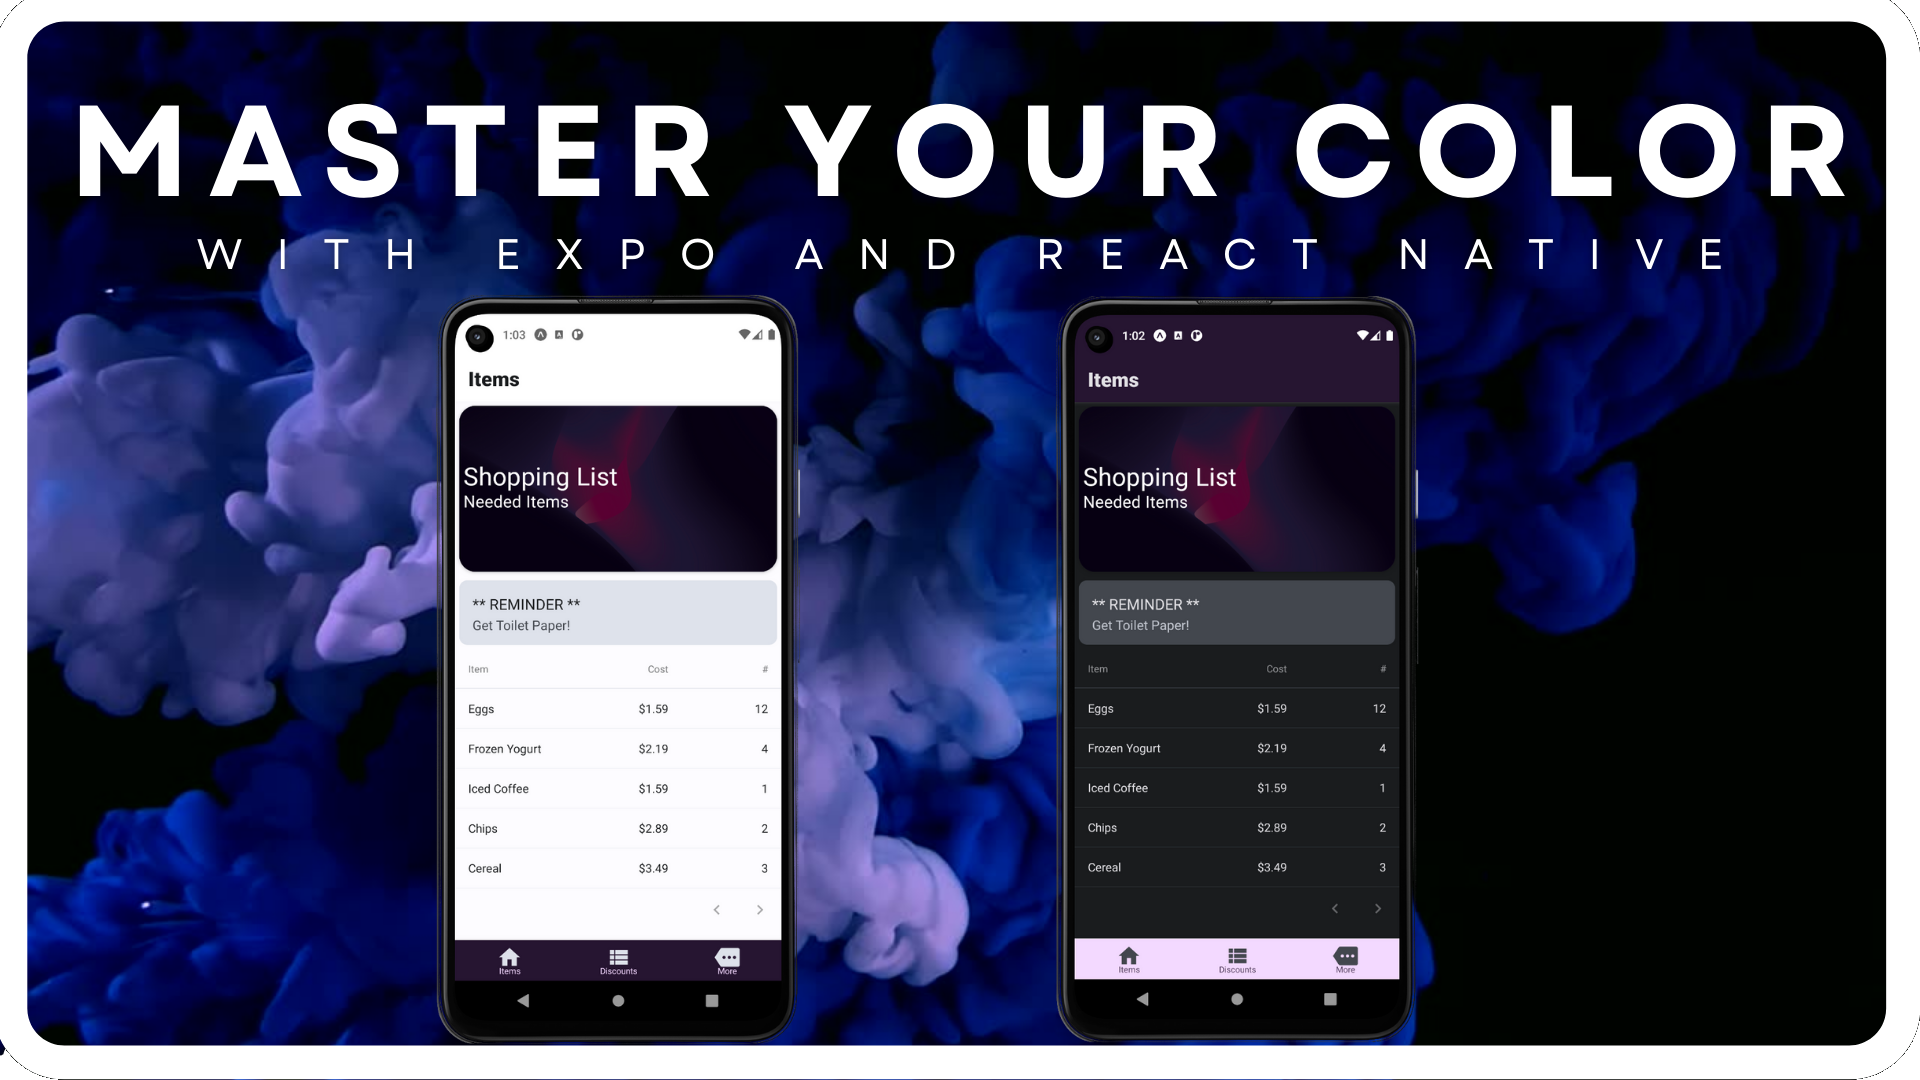 MASTER YOUR COLOR
WITH EXPO AND REACT NATIVE
1:03
Items
Shopping List
Needed Items
** REMINDER **
Get Toilet Paper!
Item Cost #
Eggs $1.59 12
Frozen Yogurt $2.19 4
Iced Coffee $1.59 1
Chips $2.89 2
Cereal $3.49 3
Items Discounts More
1:02
Items
Shopping List
Needed Items
** REMINDER **
Get Toilet Paper!
Item Cost #
Eggs $1.59 12
Frozen Yogurt $2.19 4
Iced Coffee $1.59 1
Chips $2.89 2
Cereal $3.49 3
Items Discounts More